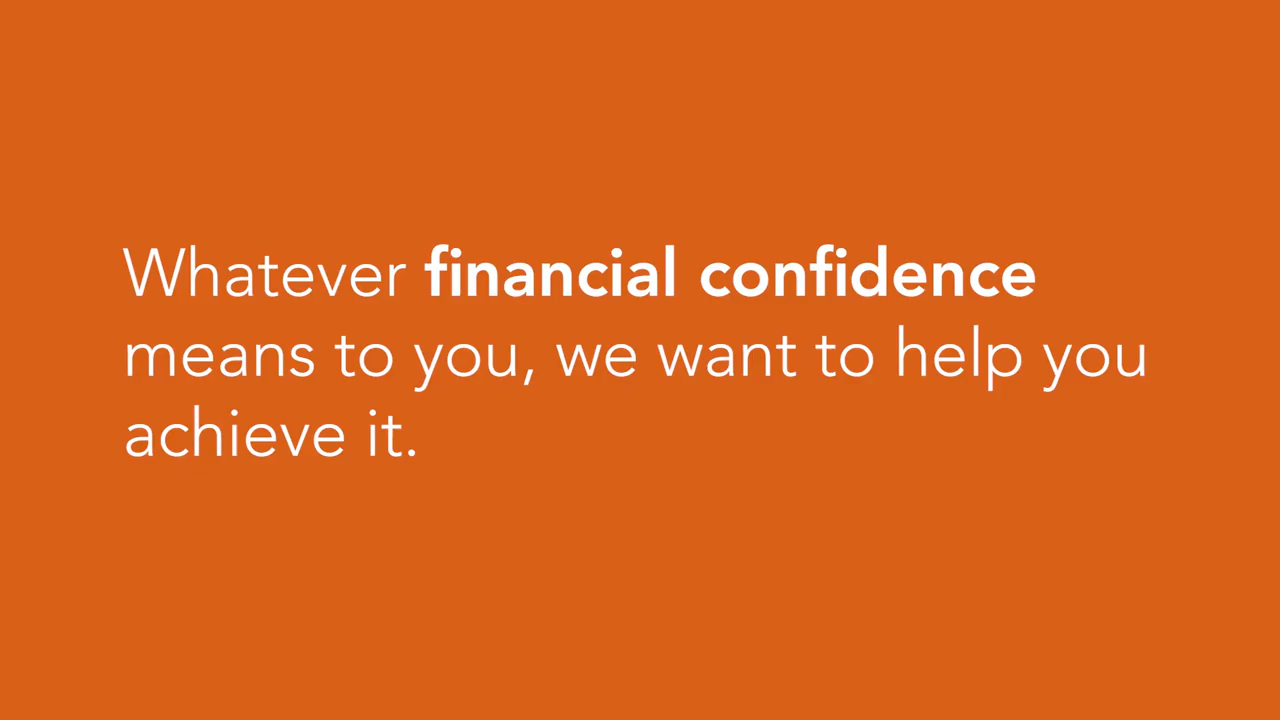 Whatever financial confidence
means to you, we want to help you
achieve it.